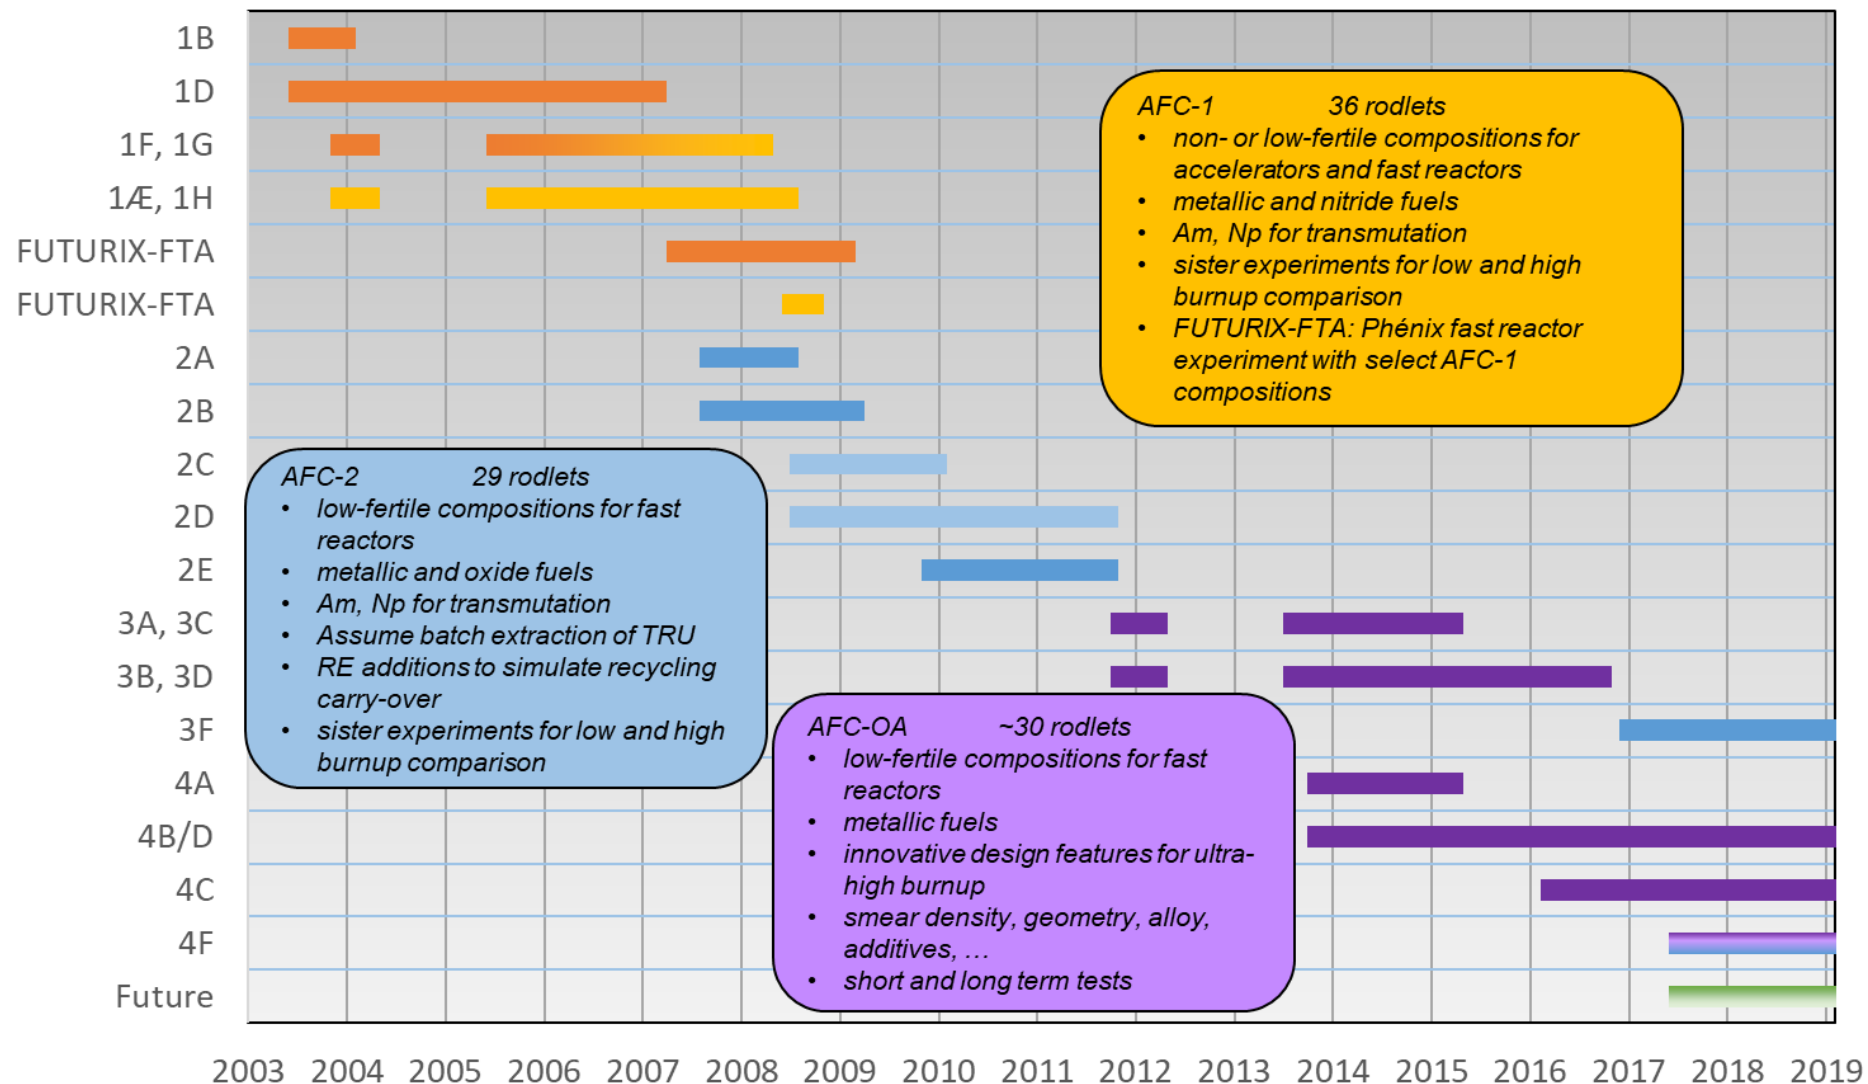 1B
1D
1F, 1G
1Æ, 1H
FUTURIX-FTA
FUTURIX-FTA
2A
2B
2C
2D
2E
3A, 3C
3B, 3D
3F
4A
4B/D
4C
4F
Future
AFC-1 36 rodlets
• non- or low-fertile compositions for
accelerators and fast reactors
• metallic and nitride fuels
• Am, Np for transmutation
• sister experiments for low and high
burnup comparison
• FUTURIX-FTA: Phénix fast reactor
experiment with select AFC-1
compositions
AFC-2 29 rodlets
• low-fertile compositions for fast
reactors
• metallic and oxide fuels
• Am, Np for transmutation
• Assume batch extraction of TRU
• RE additions to simulate recycling
carry-over
• sister experiments for low and high
burnup comparison
AFC-OA ~30 rodlets
• low-fertile compositions for fast
reactors
• metallic fuels
• innovative design features for ultra-
high burnup
• smear density, geometry, alloy,
additives, …
• short and long term tests
2003 2004 2005 2006 2007 2008 2009 2010 2011 2012 2013 2014 2015 2016 2017 2018 2019